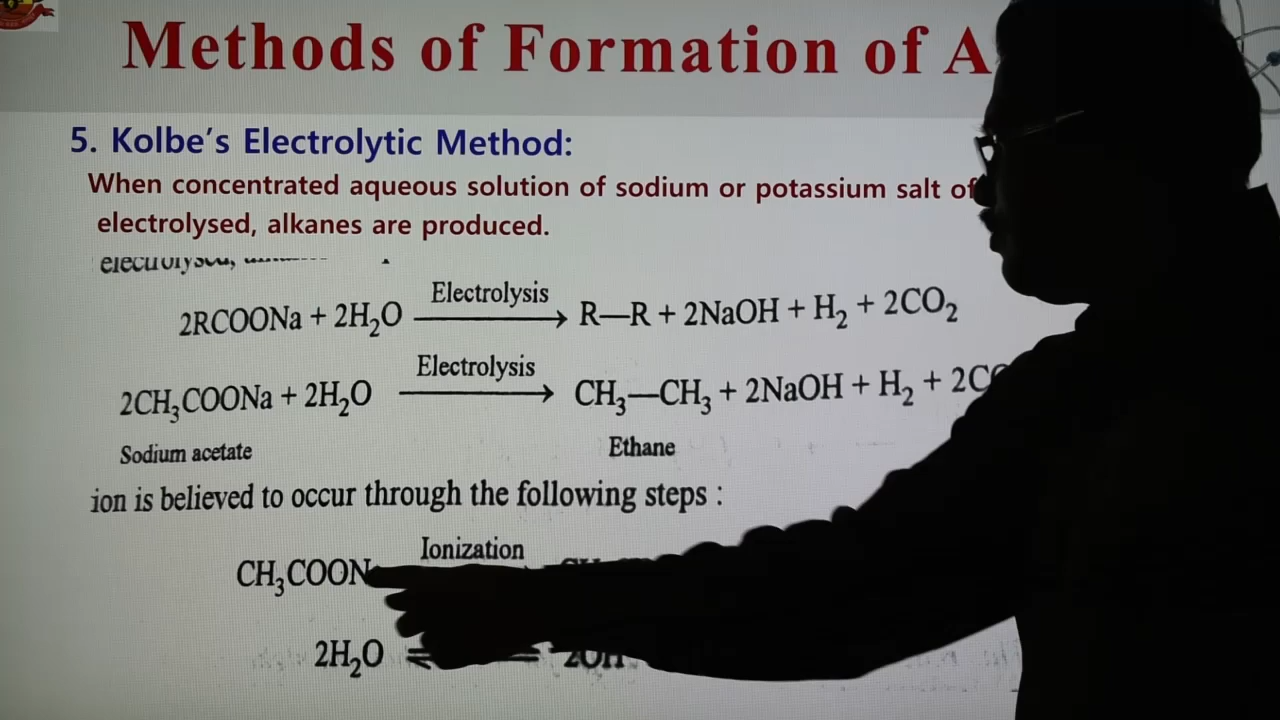 Methods of Formation of A
5. Kolbe's Electrolytic Method:
When concentrated aqueous solution of sodium or potassium salt of
electrolysed, alkanes are produced.
Electrolysis
2RCOONa + 2H₂O ⟶ R—R + 2NaOH + H₂ + 2CO₂
Electrolysis
2CH₃COONa + 2H₂O ⟶ CH₃—CH₃ + 2NaOH + H₂ + 2C
Sodium acetate Ethane
ion is believed to occur through the following steps :
Ionization
CH₃COON
2H₂O ⇌ 2OH